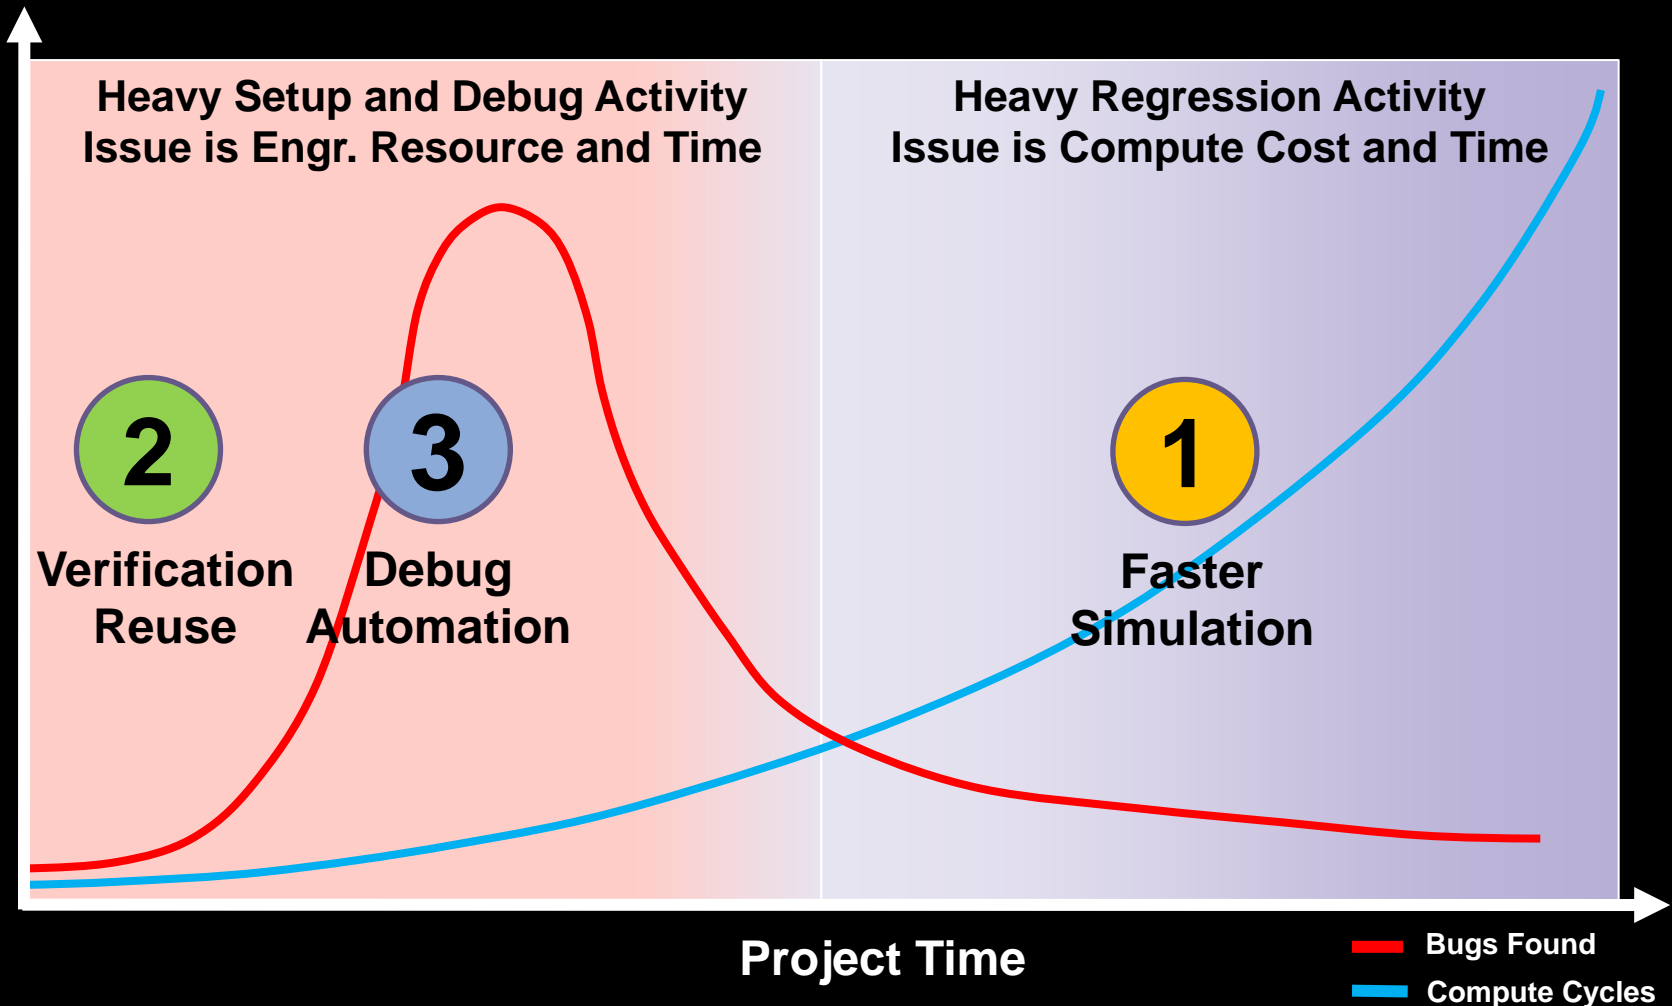 Heavy Setup and Debug Activity
Issue is Engr. Resource and Time
Heavy Regression Activity
Issue is Compute Cost and Time
2
Verification
Reuse
3
Debug
Automation
1
Faster
Simulation
Project Time
Bugs Found
Compute Cycles